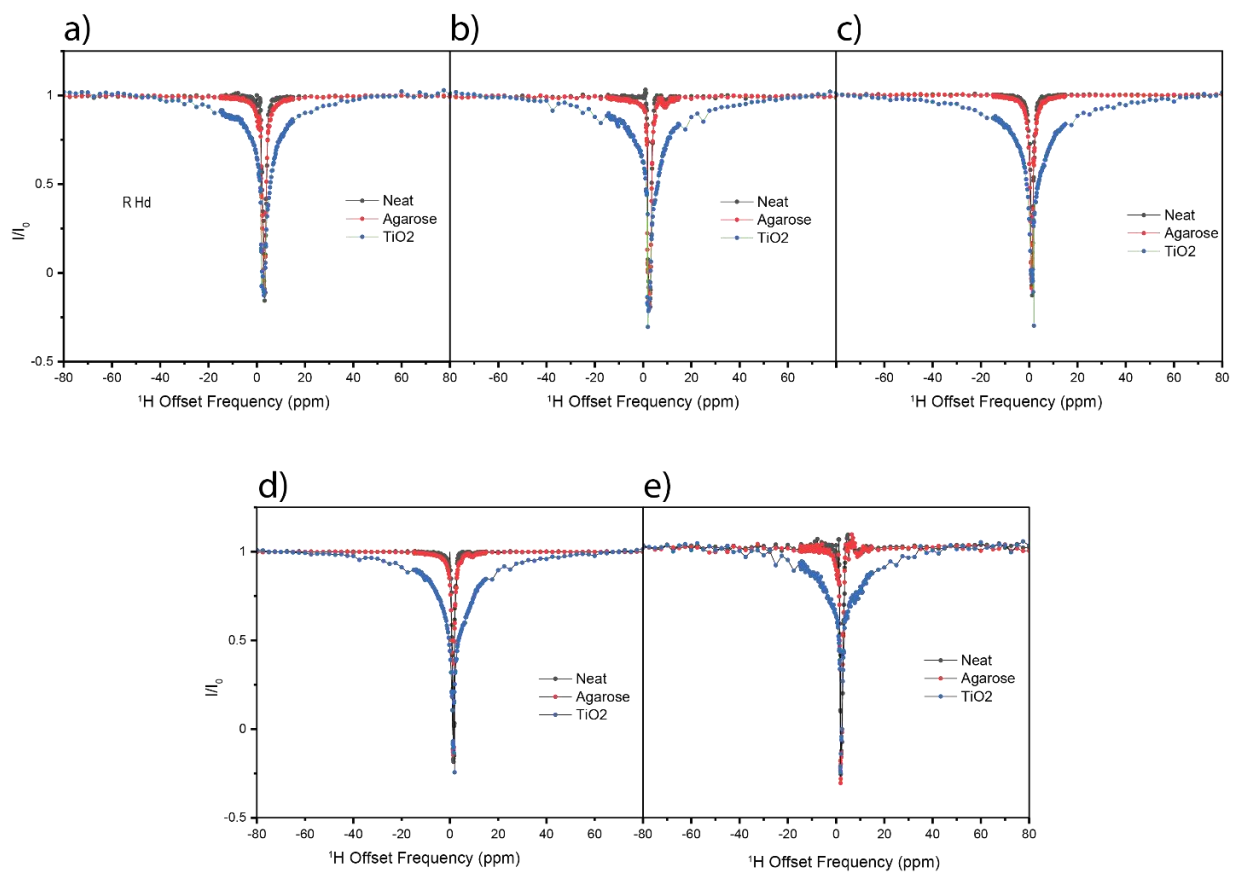 a)
b)
c)
1
0.5
0
-0.5
I/I0
R Hd
Neat
Agarose
TiO2
Neat
Agarose
TiO2
Neat
Agarose
TiO2
-80 -60 -40 -20 0 20 40 60 80 -60 -40 -20 0 20 40 60 -80 -60 -40 -20 0 20 40 60 80
¹H Offset Frequency (ppm)
¹H Offset Frequency (ppm)
¹H Offset Frequency (ppm)
d)
e)
1
0.5
0
-0.5
I/I0
Neat
Agarose
TiO2
Neat
Agarose
TiO2
-80 -60 -40 -20 0 20 40 60 -80 -60 -40 -20 0 20 40 60 80
¹H Offset Frequency (ppm)
¹H Offset Frequency (ppm)